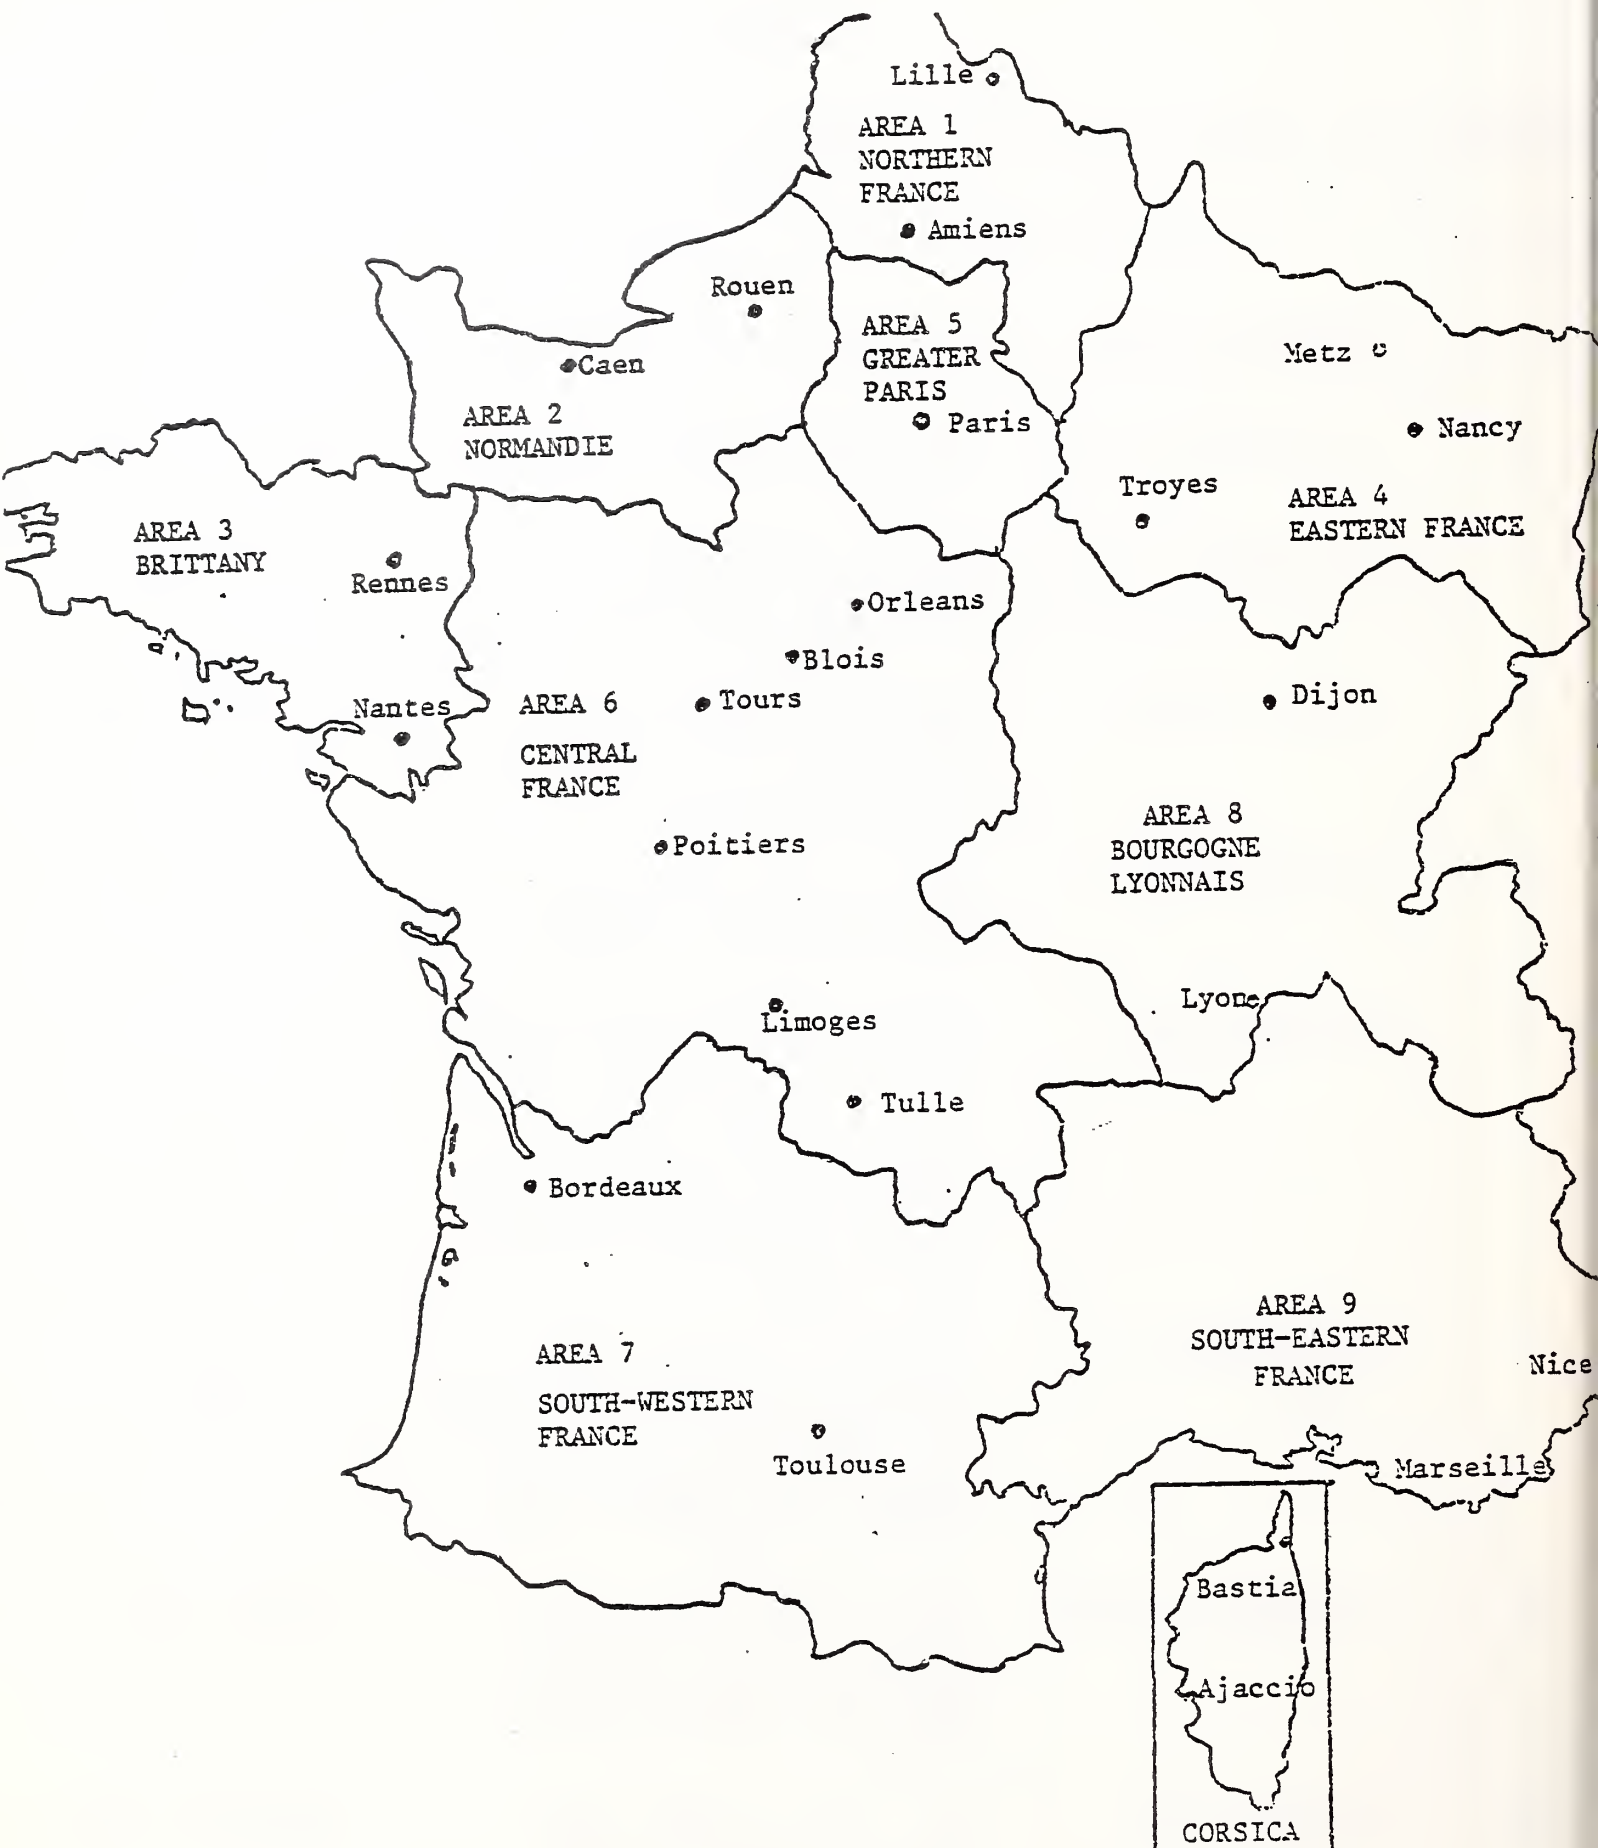 Lille
AREA 1
NORTHERN
FRANCE
Amiens
Rouen
AREA 5
GREATER
PARIS
Paris
Caen
AREA 2
NORMANDIE
Metz
Nancy
Troyes
AREA 4
EASTERN FRANCE
AREA 3
BRITTANY
Rennes
Orleans
Blois
Tours
Nantes
AREA 6
CENTRAL
FRANCE
Dijon
Poitiers
AREA 8
BOURGOGNE
LYONNAIS
Lyon
Limoges
Tulle
Bordeaux
AREA 9
SOUTH-EASTERN
FRANCE
Nice
AREA 7
SOUTH-WESTERN
FRANCE
Toulouse
Marseille
Bastia
Ajaccio
CORSICA